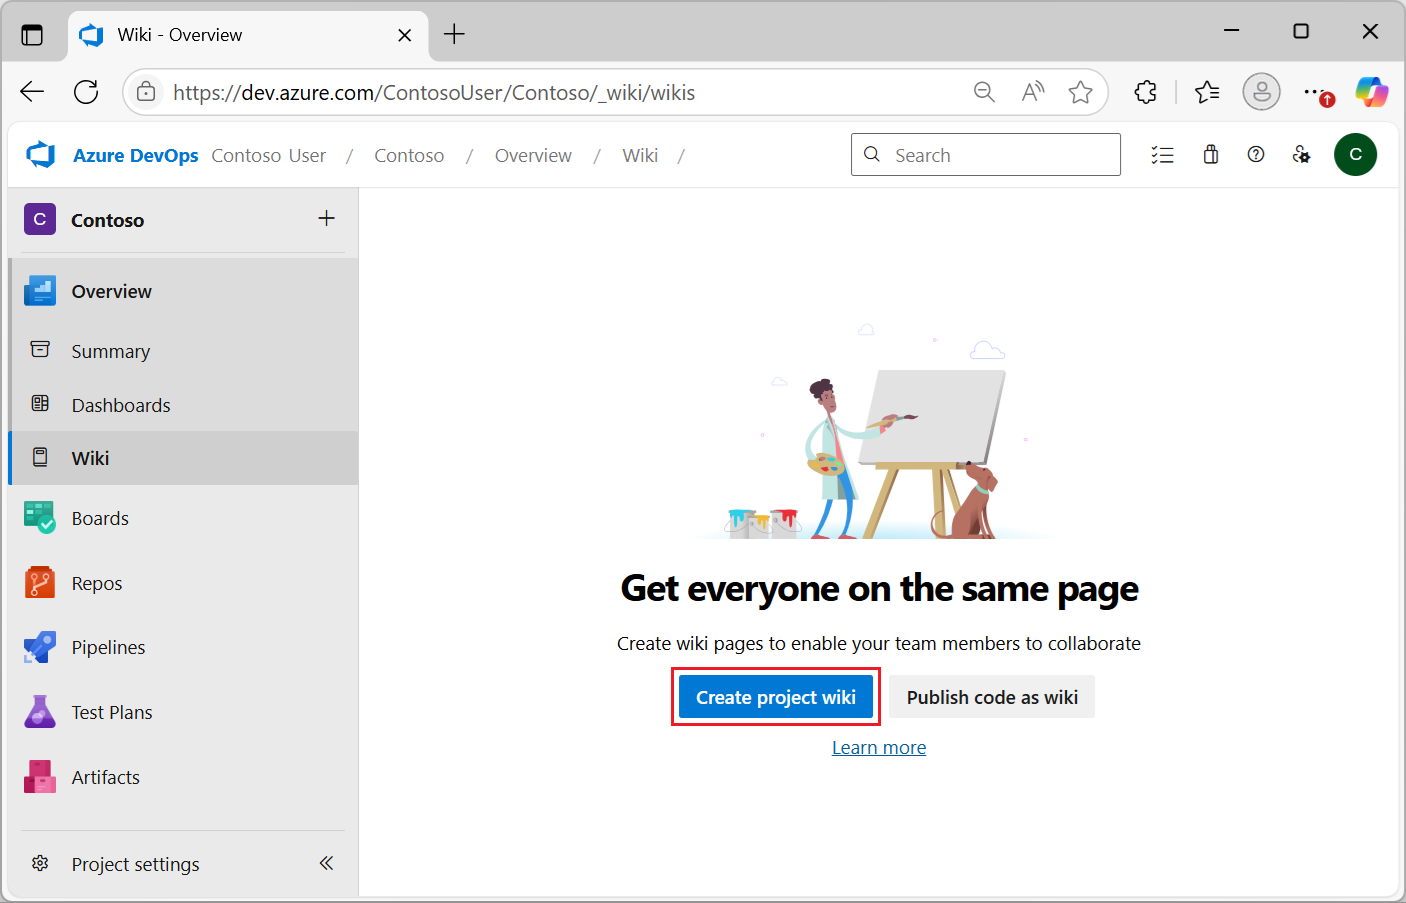 Wiki - Overview
https://dev.azure.com/ContosoUser/Contoso/_wiki/wikis
Azure DevOps Contoso User / Contoso / Overview / Wiki /
Search
C
C Contoso
Overview
Summary
Dashboards
Wiki
Boards
Repos
Pipelines
Test Plans
Artifacts
Project settings
Get everyone on the same page
Create wiki pages to enable your team members to collaborate
Create project wiki
Publish code as wiki
Learn more